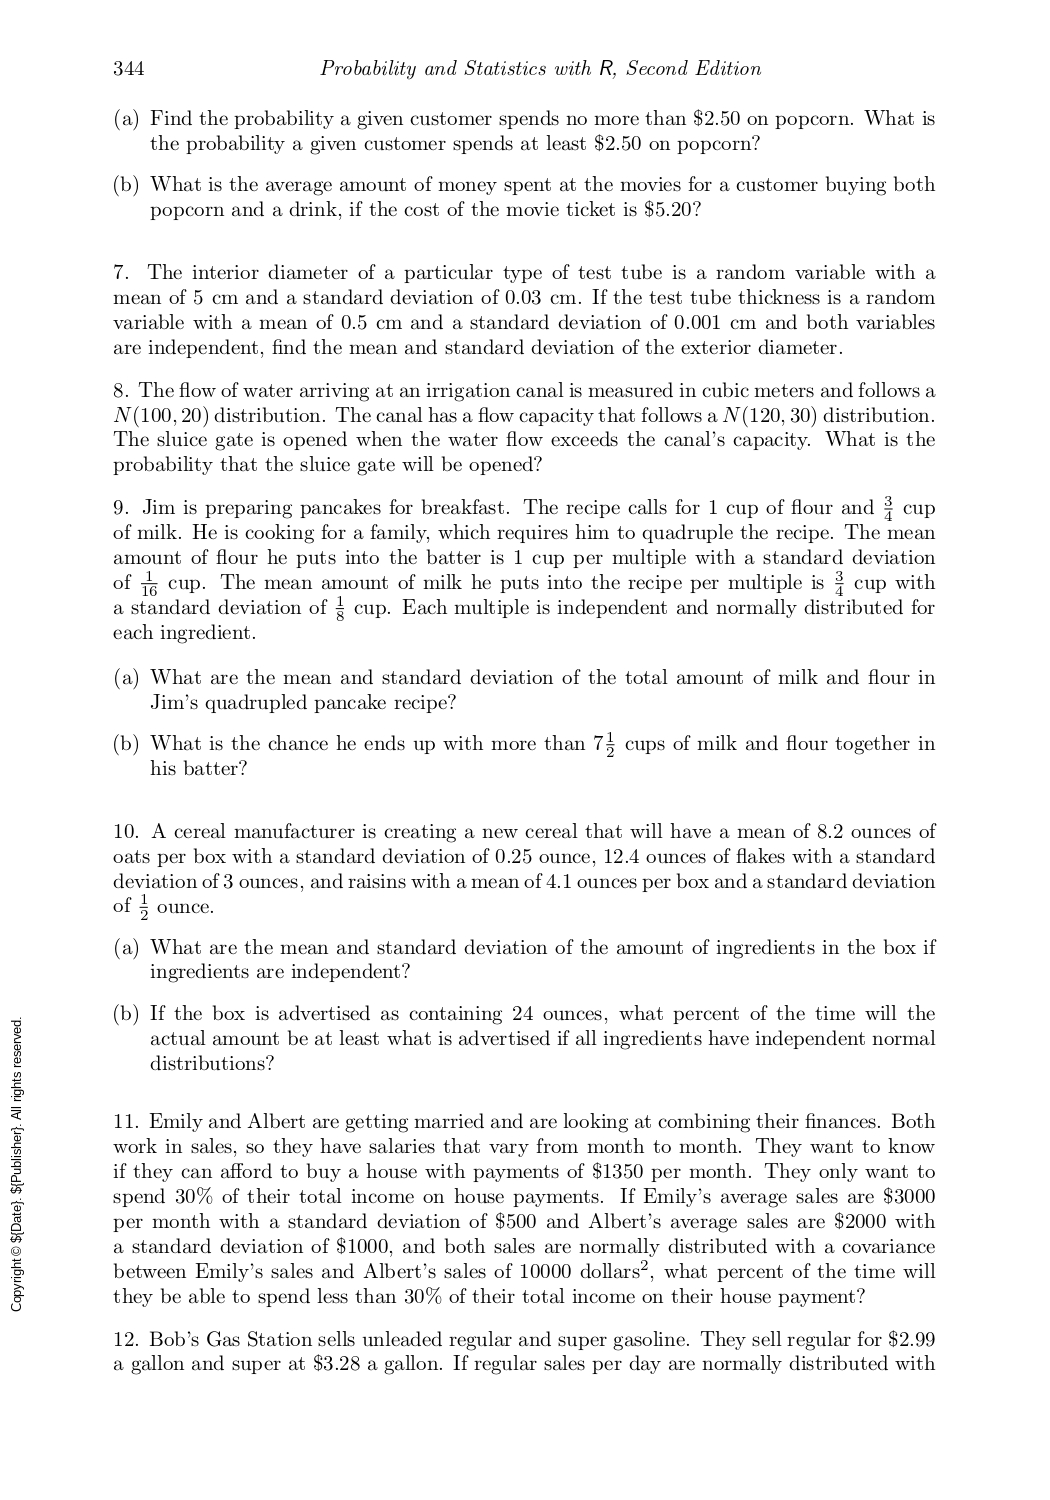 344 Probability and Statistics with R, Second Edition
(a) Find the probability a given customer spends no more than $2.50 on popcorn. What is
the probability a given customer spends at least $2.50 on popcorn?
(b) What is the average amount of money spent at the movies for a customer buying both
popcorn and a drink, if the cost of the movie ticket is $5.20?
7. The interior diameter of a particular type of test tube is a random variable with a
mean of 5 cm and a standard deviation of 0.03 cm. If the test tube thickness is a random
variable with a mean of 0.5 cm and a standard deviation of 0.001 cm and both variables
are independent, find the mean and standard deviation of the exterior diameter.
8. The flow of water arriving at an irrigation canal is measured in cubic meters and follows a
N(100, 20) distribution. The canal has a flow capacity that follows a N(120, 30) distribution.
The sluice gate is opened when the water flow exceeds the canal's capacity. What is the
probability that the sluice gate will be opened?
9. Jim is preparing pancakes for breakfast. The recipe calls for 1 cup of flour and 3/4 cup
of milk. He is cooking for a family, which requires him to quadruple the recipe. The mean
amount of flour he puts into the batter is 1 cup per multiple with a standard deviation
of 1/16 cup. The mean amount of milk he puts into the recipe per multiple is 3/4 cup with
a standard deviation of 1/8 cup. Each multiple is independent and normally distributed for
each ingredient.
(a) What are the mean and standard deviation of the total amount of milk and flour in
Jim's quadrupled pancake recipe?
(b) What is the chance he ends up with more than 7 1/2 cups of milk and flour together in
his batter?
10. A cereal manufacturer is creating a new cereal that will have a mean of 8.2 ounces of
oats per box with a standard deviation of 0.25 ounce, 12.4 ounces of flakes with a standard
deviation of 3 ounces, and raisins with a mean of 4.1 ounces per box and a standard deviation
of 1/2 ounce.
(a) What are the mean and standard deviation of the amount of ingredients in the box if
ingredients are independent?
(b) If the box is advertised as containing 24 ounces, what percent of the time will the
actual amount be at least what is advertised if all ingredients have independent normal
distributions?
11. Emily and Albert are getting married and are looking at combining their finances. Both
work in sales, so they have salaries that vary from month to month. They want to know
if they can afford to buy a house with payments of $1350 per month. They only want to
spend 30% of their total income on house payments. If Emily's average sales are $3000
per month with a standard deviation of $500 and Albert's average sales are $2000 with
a standard deviation of $1000, and both sales are normally distributed with a covariance
between Emily's sales and Albert's sales of 10000 dollars², what percent of the time will
they be able to spend less than 30% of their total income on their house payment?
12. Bob's Gas Station sells unleaded regular and super gasoline. They sell regular for $2.99
a gallon and super at $3.28 a gallon. If regular sales per day are normally distributed with
Copyright © ${Date}. ${Publisher}. All rights reserved.